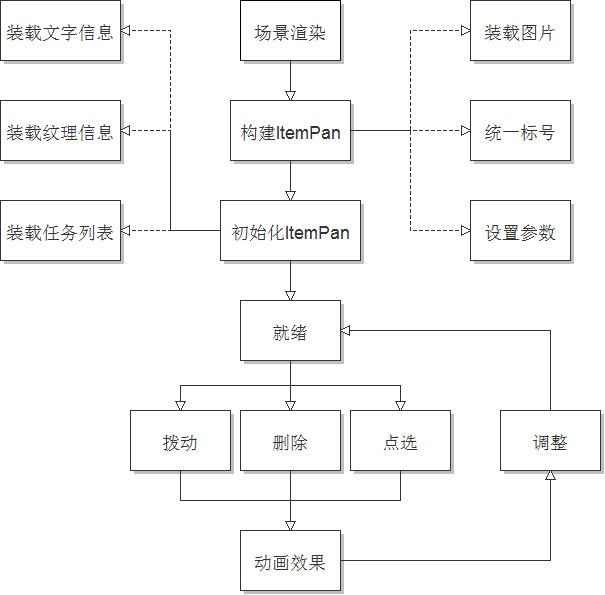 装载文字信息
场景渲染
装载图片
装载纹理信息
构建ItemPan
统一标号
装载任务列表
初始化ItemPan
设置参数
就绪
拨动
删除
点选
调整
动画效果